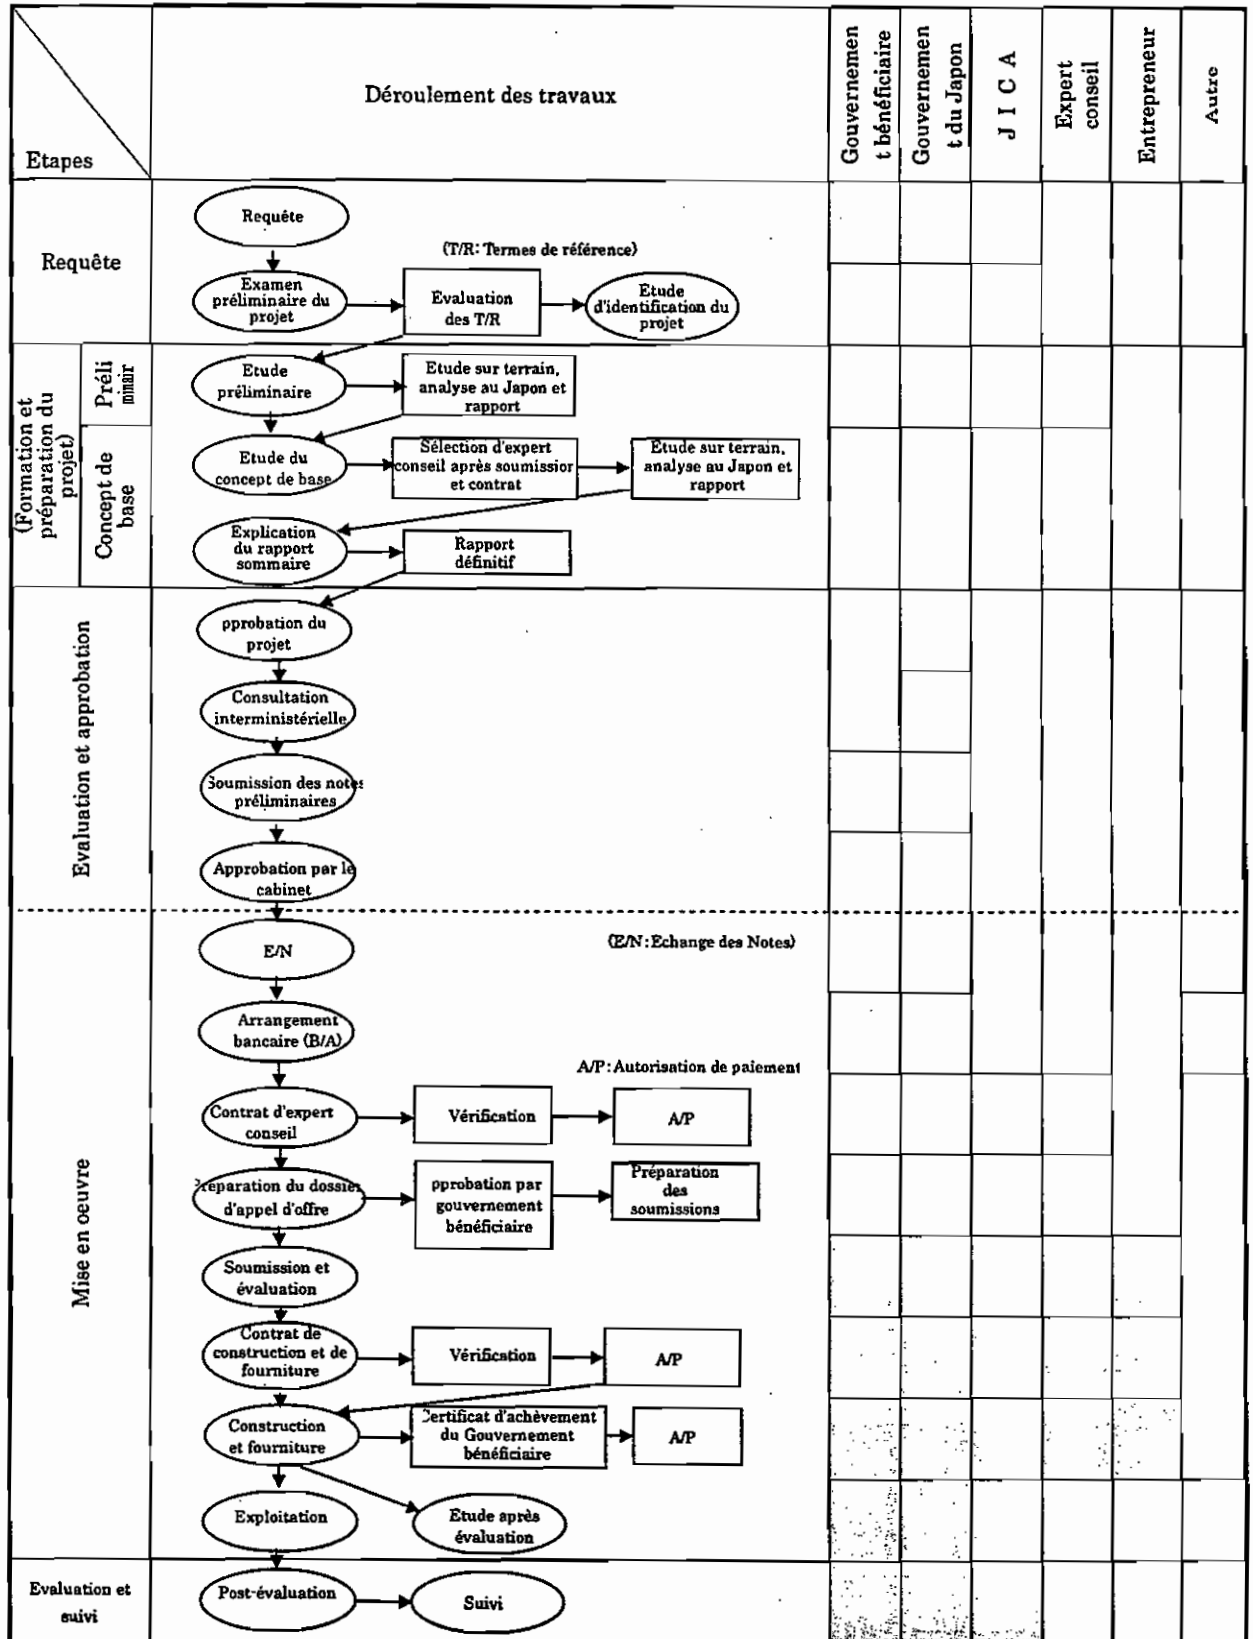 Etapes
Déroulement des travaux
Gouvernemen
t bénéficiaire
Gouvernemen
t du Japon
J I C A
Expert
conseil
Entrepreneur
Autre
Requête
Requête
(T/R: Termes de référence)
Examen
préliminaire du
projet
Evaluation
des T/R
Etude
d'identification du
projet
(Formation et
préparation du
projet)
Préli
minair
Etude
préliminaire
Etude sur terrain,
analyse au Japon et
rapport
Concept de
base
Etude du
concept de base
Sélection d'expert
conseil après soumission
et contrat
Etude sur terrain,
analyse au Japon et
rapport
Explication
du rapport
sommaire
Rapport
définitif
Evaluation et approbation
pprobation du
projet
Consultation
interministérielle
Soumission des notes
préliminaires
Approbation par le
cabinet
Mise en oeuvre
E/N
(E/N: Echange des Notes)
Arrangement
bancaire (B/A)
A/P: Autorisation de paiement
Contrat d'expert
conseil
Vérification
A/P
Préparation du dossier
d'appel d'offre
pprobation par
gouvernement
bénéficiaire
Préparation
des
soumissions
Soumission et
évaluation
Contrat de
construction et de
fourniture
Vérification
A/P
Construction
et fourniture
Certificat d'achèvement
du Gouvernement
bénéficiaire
A/P
Exploitation
Etude après
évaluation
Evaluation et
suivi
Post-évaluation
Suivi